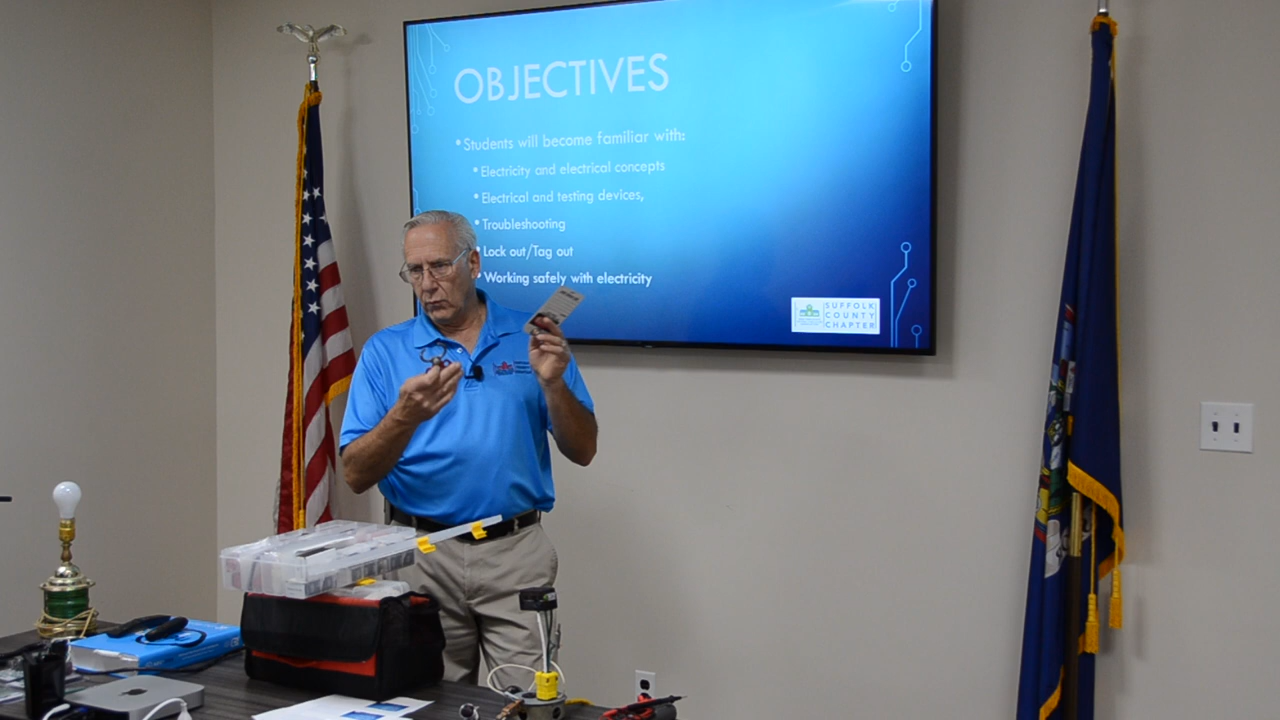 OBJECTIVES
• Students will become familiar with:
• Electricity and electrical concepts
• Electrical and testing devices,
• Troubleshooting
• Lock out/Tag out
• Working safely with electricity
SUFFOLK
COUNTY
CHAPTER